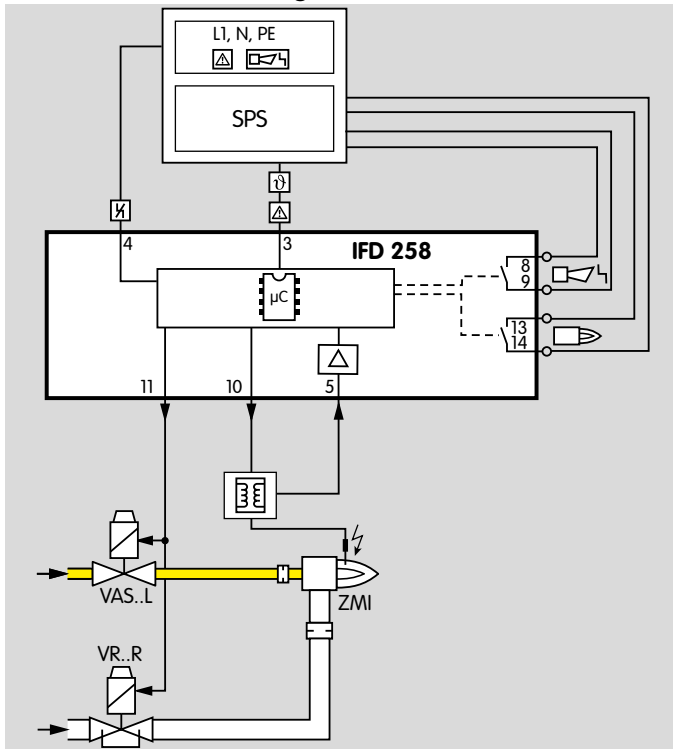 L1, N, PE
SPS
ϑ
4
3
IFD 258
µC
8
9
13
14
11
10
5
VAS..L
ZMI
VR..R